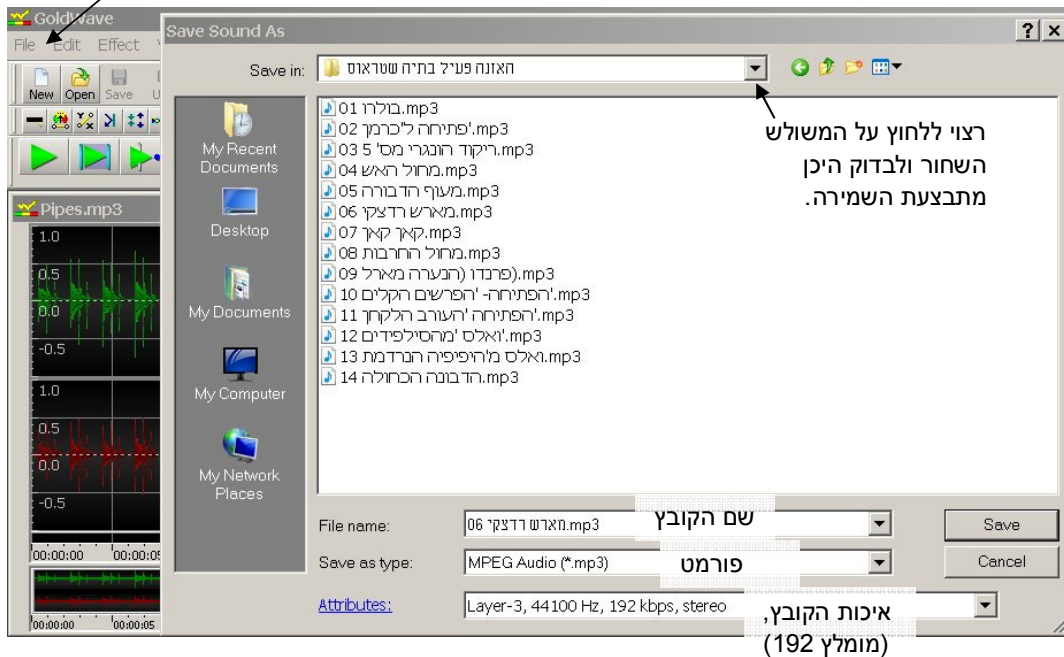 GoldWave
File Edit Effect
New Open Save
Pipes.mp3
1.0
0.5
0.0
-0.5
1.0
0.5
0.0
-0.5
00:00:00
00:00:00 00:00:05
Save Sound As
Save in: האזנה פעיל בתיה שטראוס
My Recent
Documents
Desktop
My Documents
My Computer
My Network
Places
01 בולרו.mp3
02 פתיחה ל'כרמן'.mp3
03 ריקוד הונגרי מס' 5.mp3
04 מחול האש.mp3
05 מעוף הדבורה.mp3
06 מארש רדצקי.mp3
07 קאך קאך.mp3
08 מחול החרבות.mp3
09 פרנדו (הנערה מארל).mp3
10 הפתיחה- 'הפרשים הקלים'.mp3
11 הפתיחה 'העורב הלקחן'.mp3
12 ואלס 'מהסילפידים'.mp3
13 ואלס מ'היפיפיה הנרדמת.mp3
14 הדבונה הכחולה.mp3
רצוי ללחוץ על המשולש
השחור ולבדוק היכן
מתבצעת השמירה.
File name: 06 מארש רדצקי.mp3 שם הקובץ Save
Save as type: MPEG Audio (*.mp3) פורמט Cancel
Attributes: Layer-3, 44100 Hz, 192 kbps, stereo
איכות הקובץ,
(מומלץ 192)